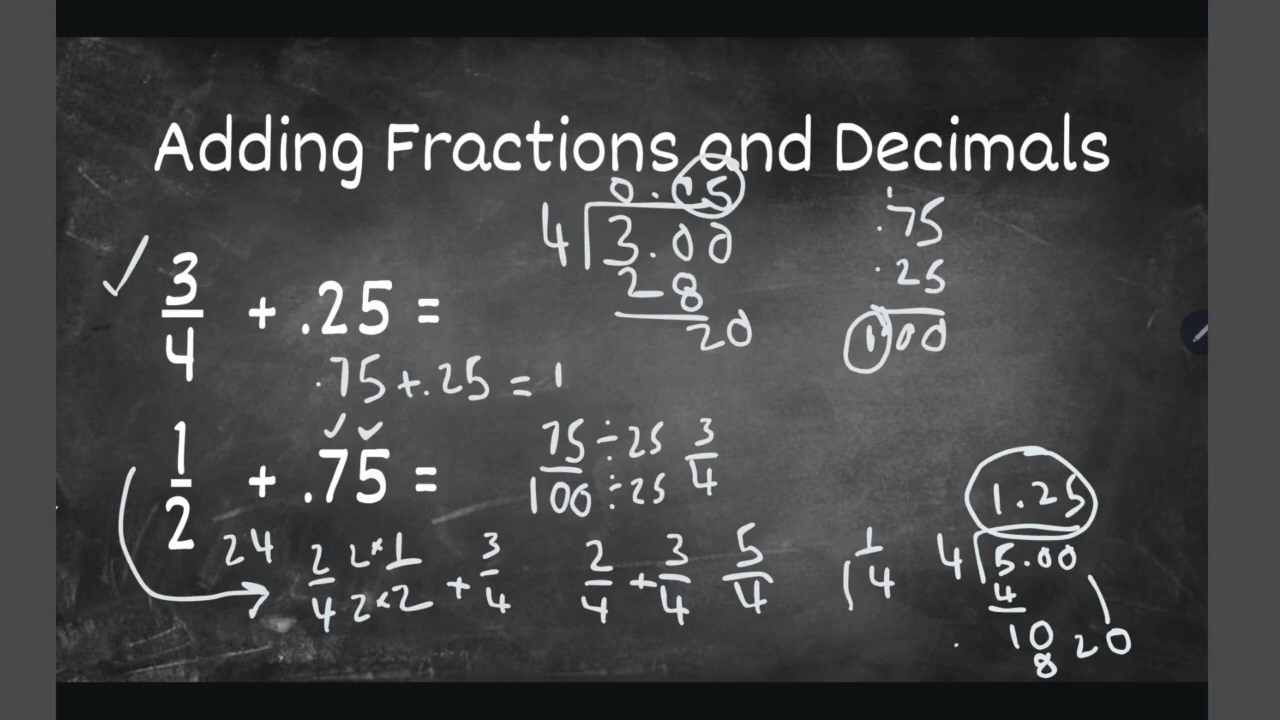 Adding Fractions and Decimals
3/4 + .25 =
.75 + .25 = 1
0.75
4 3.00
28
20
1
.75
.25
100
1/2 + .75 =
75/100 ÷25/÷25 3/4
24 2/4 2×1/2×2 + 3/4
2/4 + 3/4 5/4 1 1/4
1.25
4 5.00
4
10 20
8